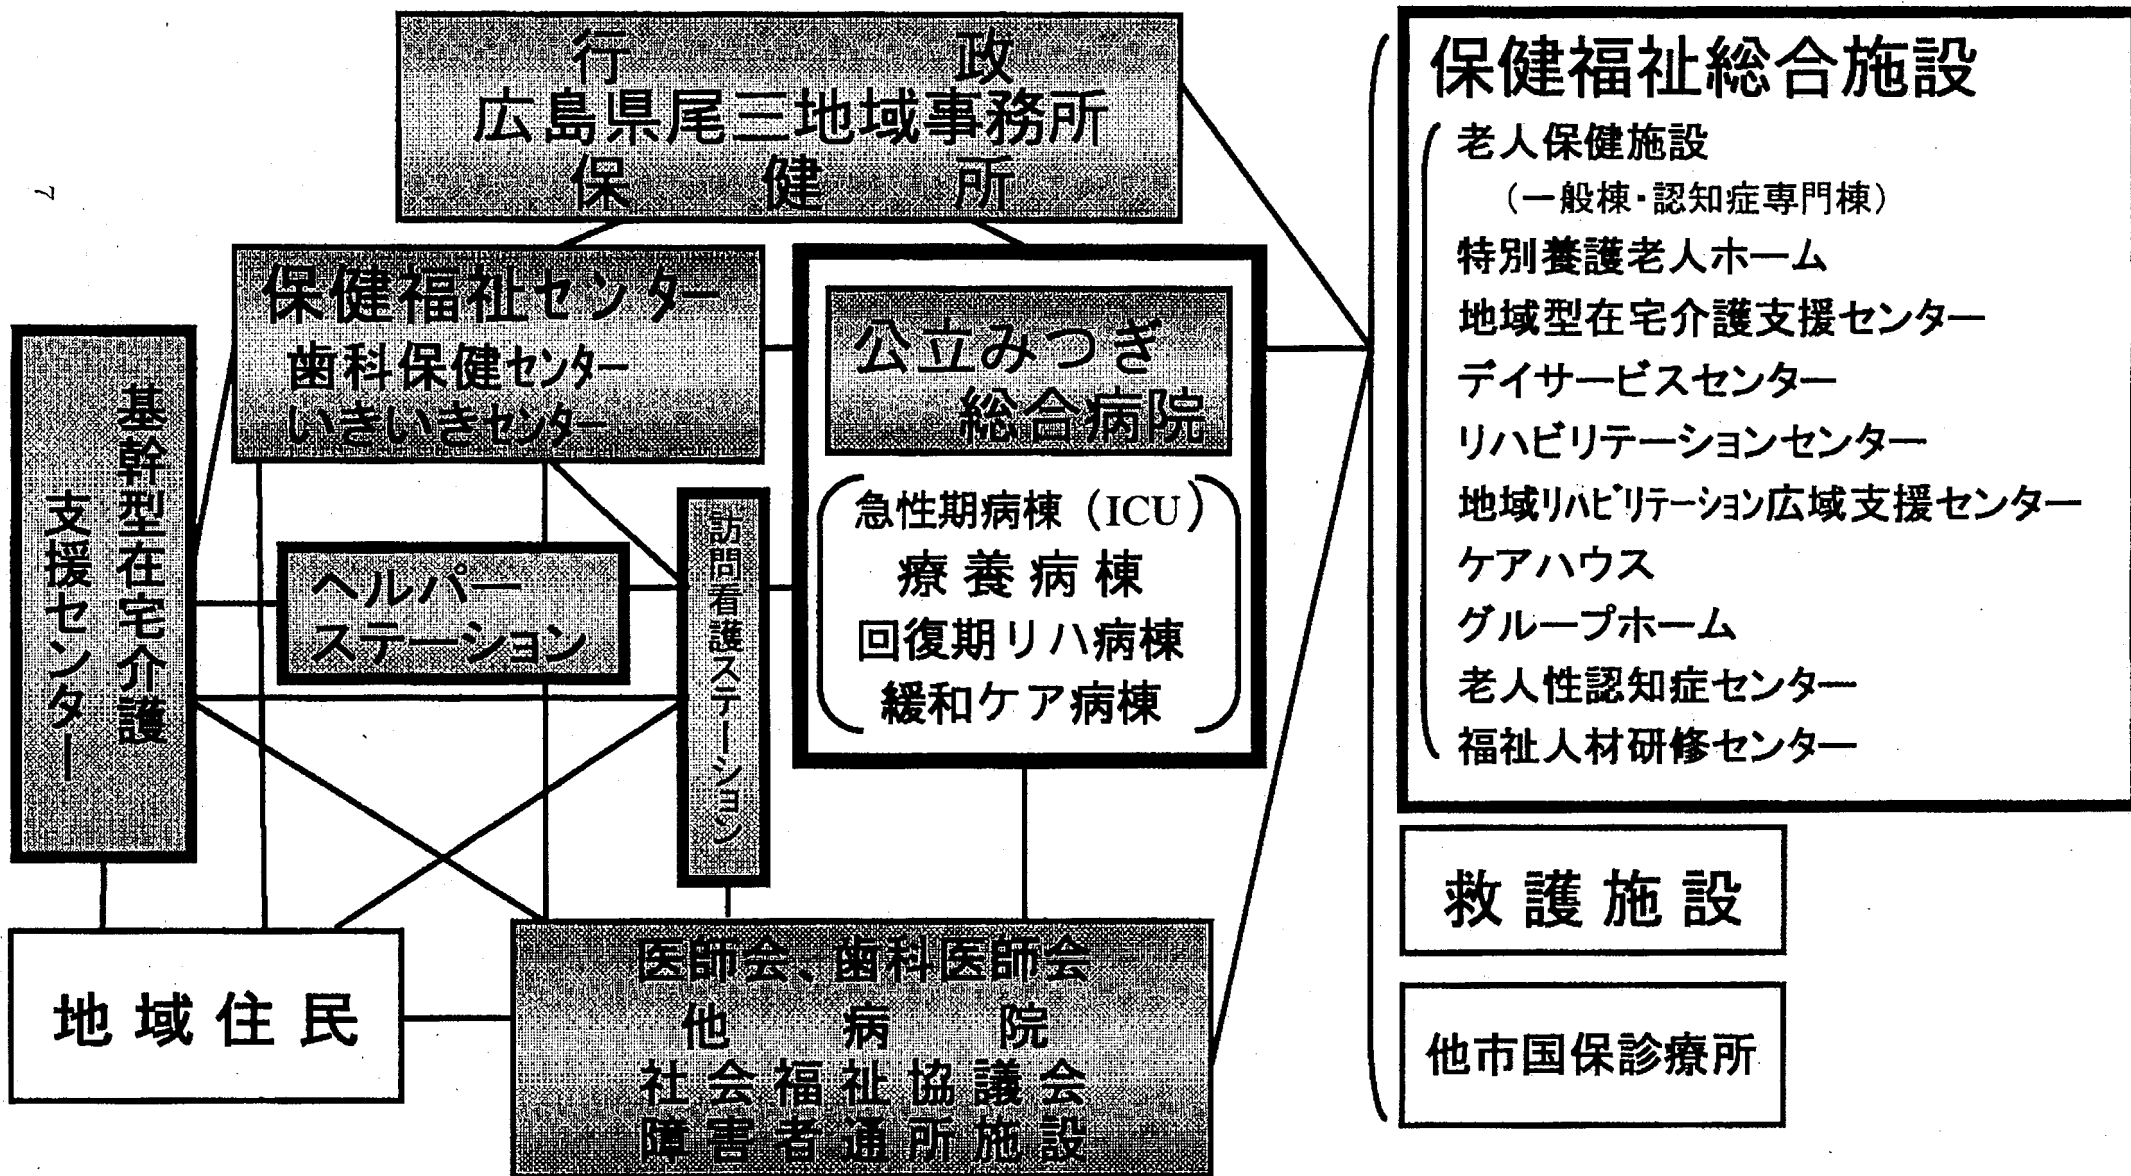 行政
広島県尾三地域事務所
保健所
保健福祉センター
歯科保健センター
いきいきセンター
公立みつぎ
総合病院
急性期病棟（ICU）
療養病棟
回復期リハ病棟
緩和ケア病棟
基幹型在宅介護
支援センター
ヘルパー
ステーション
訪問看護ステーション
地域住民
医師会、歯科医師会
他病院
社会福祉協議会
障害者通所施設
保健福祉総合施設
老人保健施設
（一般棟・認知症専門棟）
特別養護老人ホーム
地域型在宅介護支援センター
デイサービスセンター
リハビリテーションセンター
地域リハビリテーション広域支援センター
ケアハウス
グループホーム
老人性認知症センター
福祉人材研修センター
救護施設
他市国保診療所
7